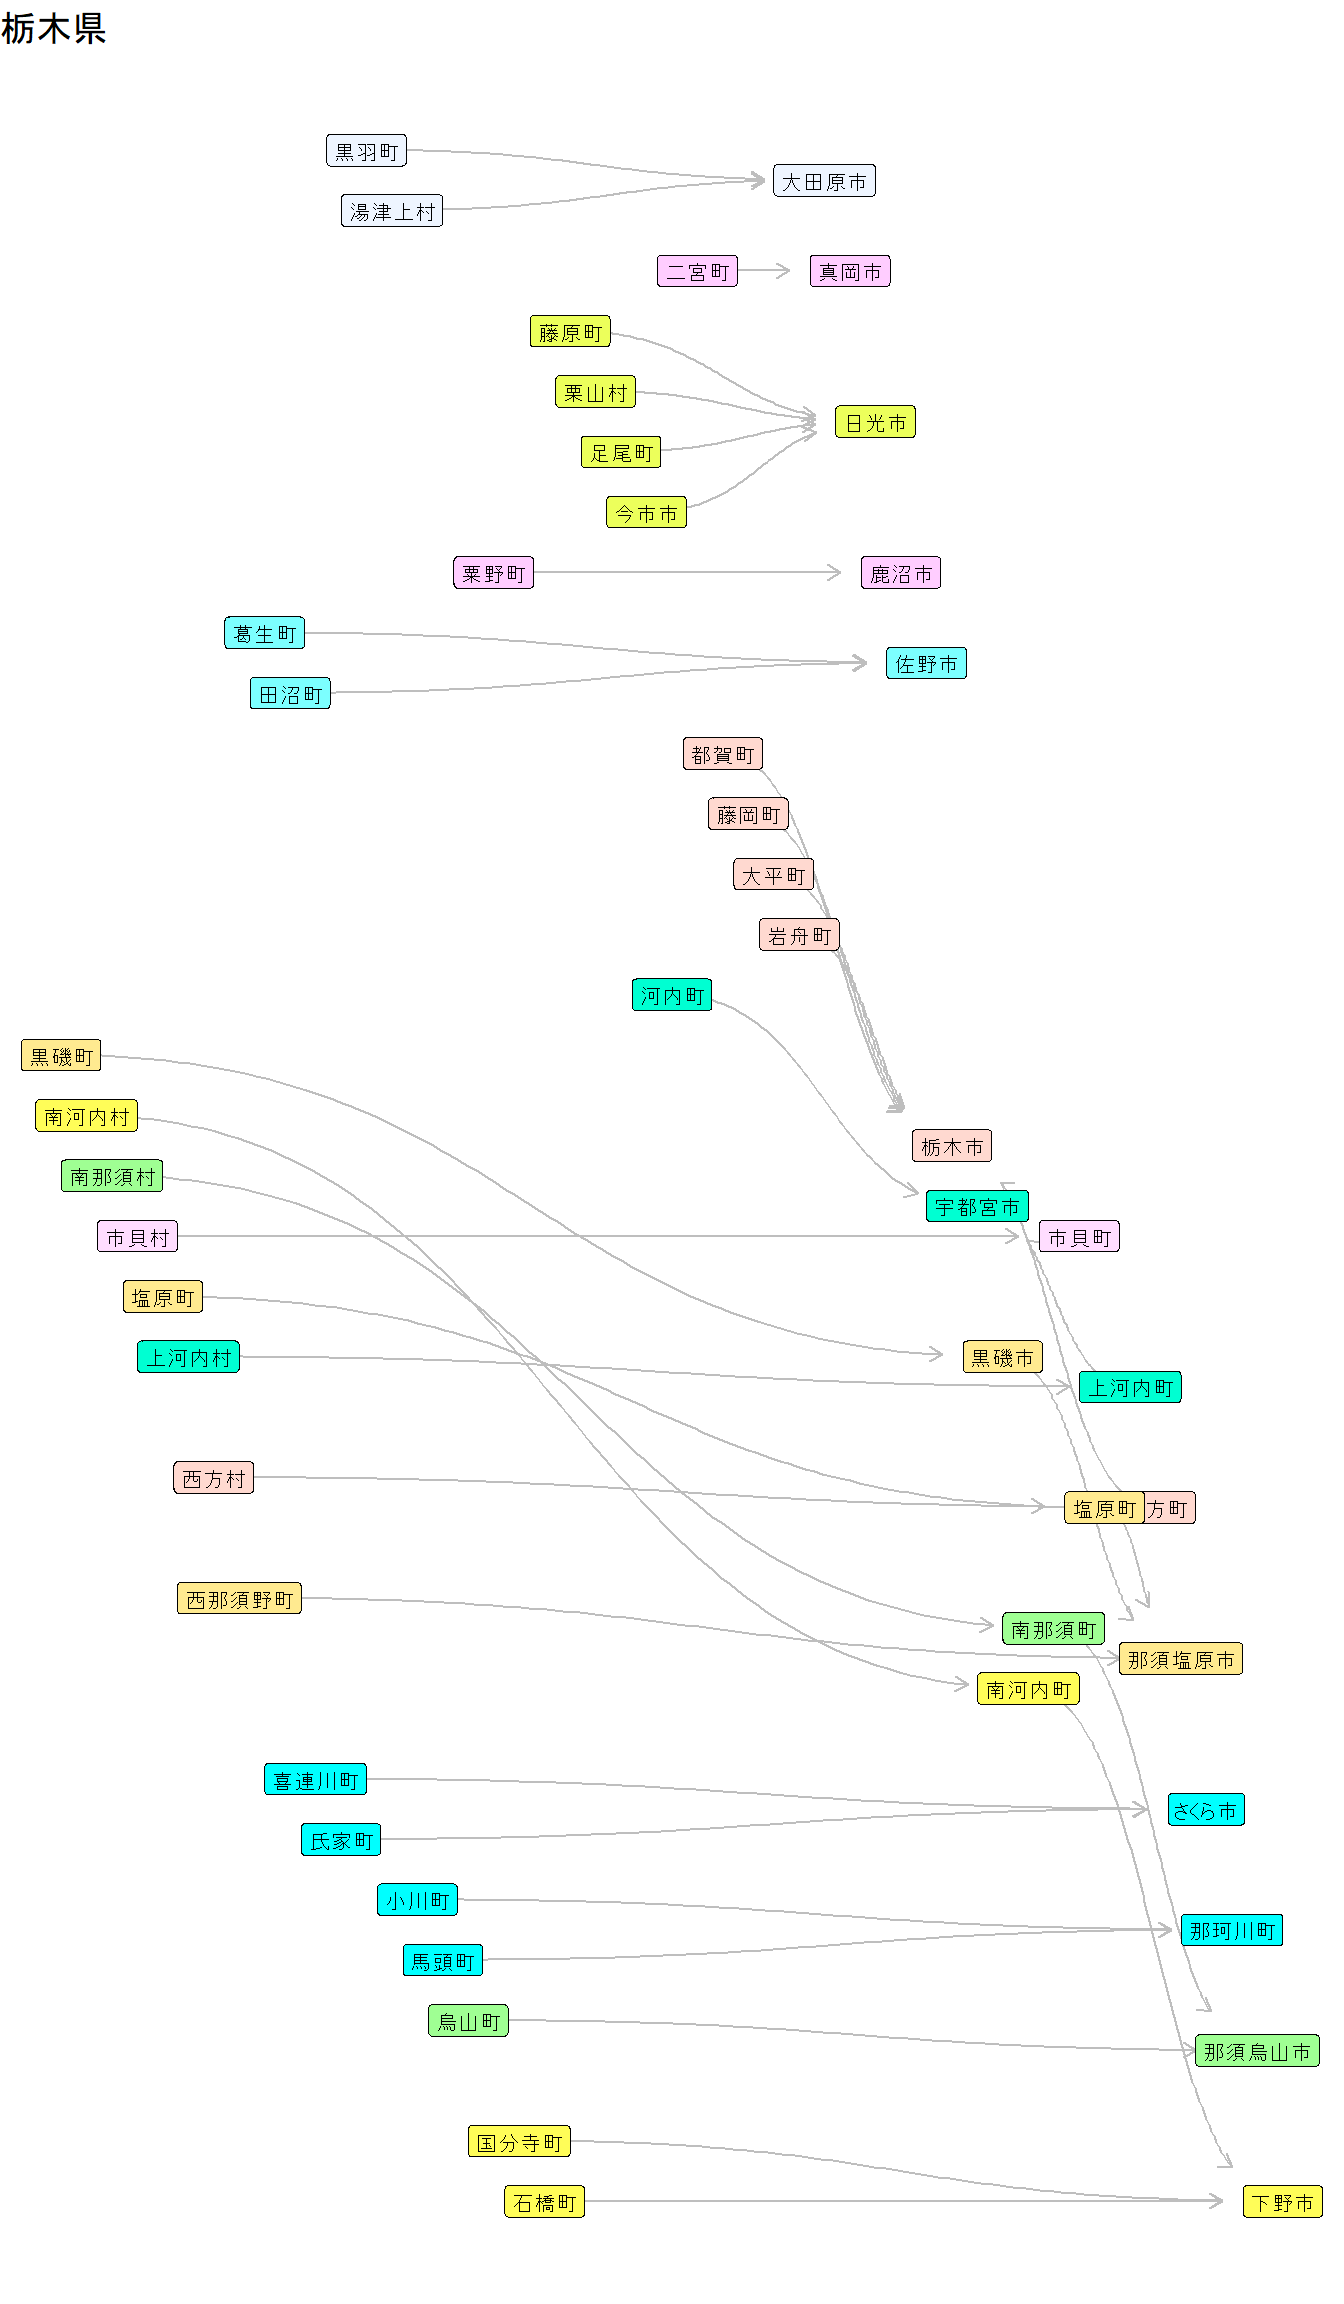 栃木県
黒羽町
大田原市
湯津上村
二宮町
真岡市
藤原町
栗山村
日光市
足尾町
今市市
粟野町
鹿沼市
葛生町
佐野市
田沼町
都賀町
藤岡町
大平町
岩舟町
河内町
黒磯町
南河内村
栃木市
南那須村
宇都宮市
市貝村
市貝町
塩原町
上河内村
黒磯市
上河内町
西方村
塩原町
方町
西那須野町
南那須町
那須塩原市
南河内町
喜連川町
さくら市
氏家町
小川町
那珂川町
馬頭町
烏山町
那須烏山市
国分寺町
石橋町
下野市